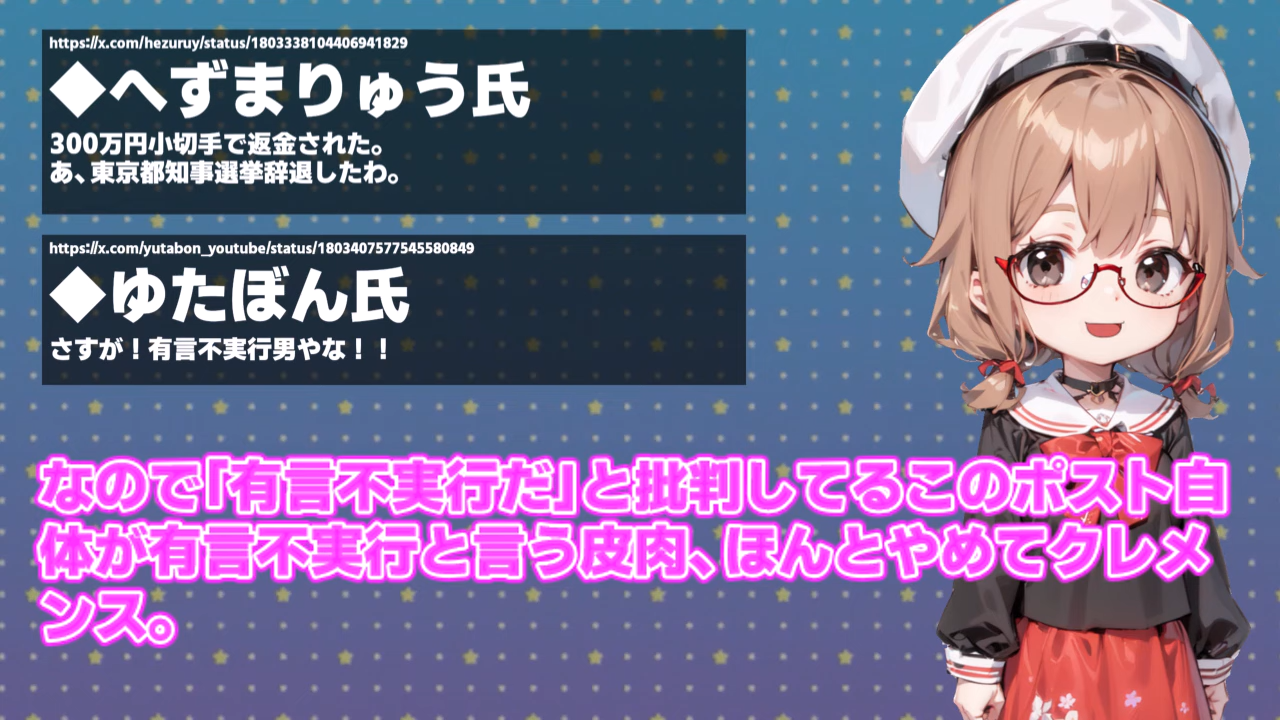 https://x.com/hezuruy/status/1803338104406941829
◆へずまりゅう氏
300万円小切手で返金された。
あ、東京都知事選挙辞退したわ。
https://x.com/yutabon_youtube/status/1803407577545580849
◆ゆたぼん氏
さすが！有言不実行男やな！！
なので「有言不実行だ」と批判してるこのポスト自
体が有言不実行と言う皮肉、ほんとやめてクレメ
ンス。